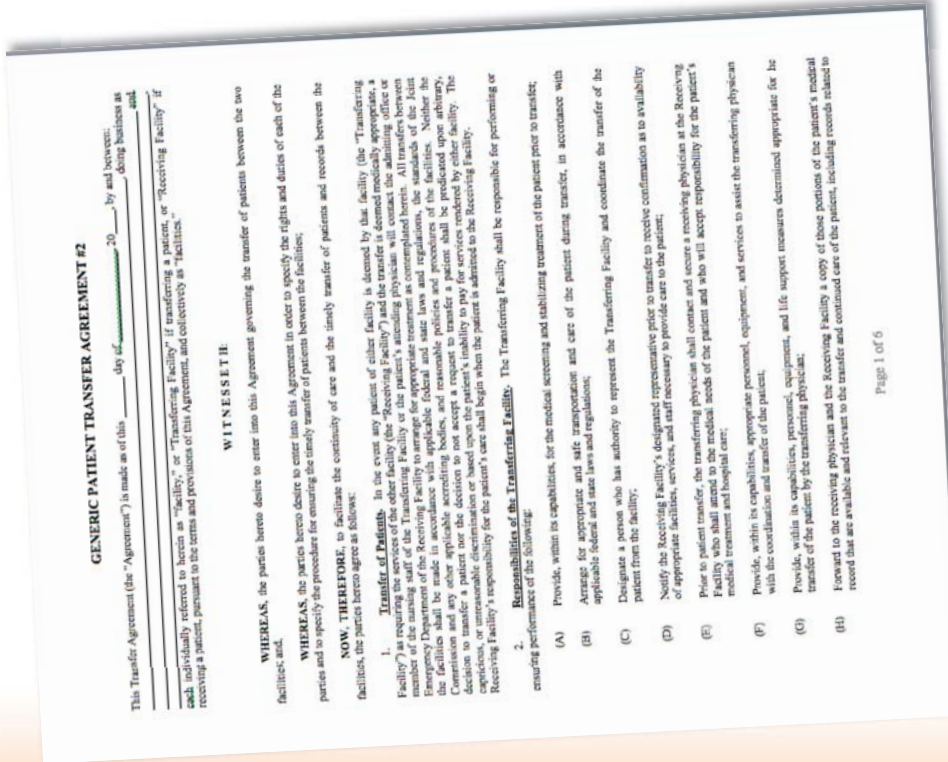 GENERIC PATIENT TRANSFER AGREEMENT #2
This Transfer Agreement (the "Agreement") is made as of this ______ day of ____________, 20____, by and between:
____________________, doing business as ____________________ and
____________________
each individually referred to herein as "facility," or "Transferring Facility" if transferring a patient, or "Receiving Facility" if
receiving a patient, pursuant to the terms and provisions of this Agreement, and collectively as "facilities."
WITNESSETH:
WHEREAS, the parties hereto desire to enter into this Agreement governing the transfer of patients between the two
facilities; and,
WHEREAS, the parties hereto desire to enter into this Agreement in order to specify the rights and duties of each of the
parties and to specify the procedure for ensuring the timely transfer of patients between the facilities;
NOW, THEREFORE, to facilitate the continuity of care and the timely transfer of patients and records between the
facilities, the parties hereto agree as follows:
1. Transfer of Patients. In the event any patient of either facility is deemed by that facility (the "Transferring
Facility") as requiring the services of the other facility (the "Receiving Facility") and the transfer is deemed medically appropriate, a
member of the nursing staff of the Transferring Facility or the patient's attending physician will contact the admitting office or
Emergency Department of the Receiving Facility to arrange for appropriate treatment as contemplated herein. All transfers between
the facilities shall be made in accordance with applicable federal and state laws and regulations, the standards of the Joint
Commission and any other applicable accrediting bodies, and reasonable policies and procedures of the facilities. Neither the
decision to transfer a patient nor the decision to not accept a request to transfer a patient shall be predicated upon arbitrary,
capricious, or unreasonable discrimination or based upon the patient's inability to pay for services rendered by either facility. The
Receiving Facility's responsibility for the patient's care shall begin when the patient is admitted to the Receiving Facility.
2. Responsibilities of the Transferring Facility. The Transferring Facility shall be responsible for performing or
ensuring performance of the following:
(A) Provide, within its capabilities, for the medical screening and stabilizing treatment of the patient prior to transfer;
(B) Arrange for appropriate and safe transportation and care of the patient during transfer, in accordance with
applicable federal and state laws and regulations;
(C) Designate a person who has authority to represent the Transferring Facility and coordinate the transfer of the
patient from the facility;
(D) Notify the Receiving Facility's designated representative prior to transfer to receive confirmation as to availability
of appropriate facilities, services, and staff necessary to provide care to the patient;
(E) Prior to patient transfer, the transferring physician shall contact and secure a receiving physician at the Receivng
Facility who shall attend to the medical needs of the patient and who will accept responsibility for the patient's
medical treatment and hospital care;
(F) Provide, within its capabilities, appropriate personnel, equipment, and services to assist the transferring physician
with the coordination and transfer of the patient;
(G) Provide, within its capabilities, personnel, equipment, and life support measures determined appropriate for he
transfer of the patient by the transferring physician;
(H) Forward to the receiving physician and the Receiving Facility a copy of those portions of the patient's medical
record that are available and relevant to the transfer and continued care of the patient, including records related to
Page 1 of 6